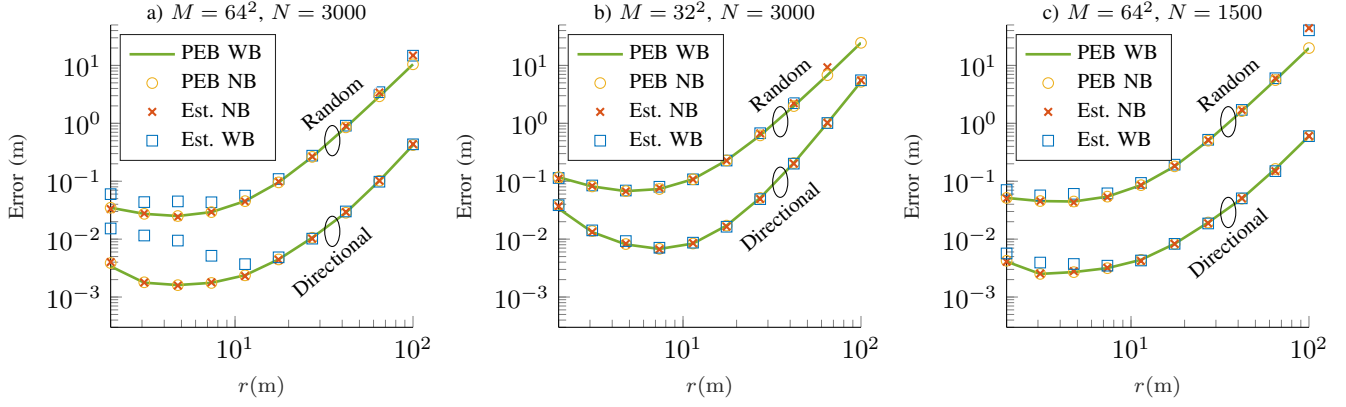 a) M = 64², N = 3000
PEB WB
PEB NB
Est. NB
Est. WB
Random
Directional
Error (m)
10¹
10⁰
10⁻¹
10⁻²
10⁻³
10¹
10²
r(m)
b) M = 32², N = 3000
PEB WB
PEB NB
Est. NB
Est. WB
Random
Directional
Error (m)
10¹
10⁰
10⁻¹
10⁻²
10⁻³
10¹
10²
r(m)
c) M = 64², N = 1500
PEB WB
PEB NB
Est. NB
Est. WB
Random
Directional
Error (m)
10¹
10⁰
10⁻¹
10⁻²
10⁻³
10¹
10²
r(m)